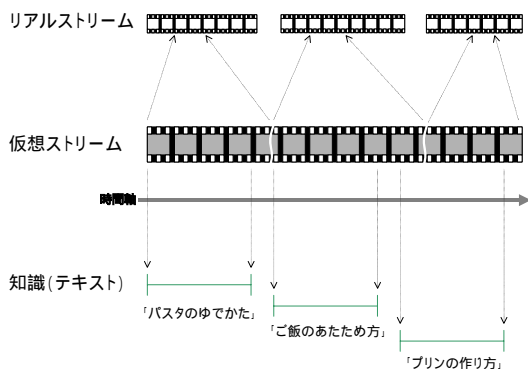 リアルストリーム
仮想ストリーム
時間軸
知識(テキスト)
「パスタのゆでかた」
「ご飯のあたため方」
「プリンの作り方」